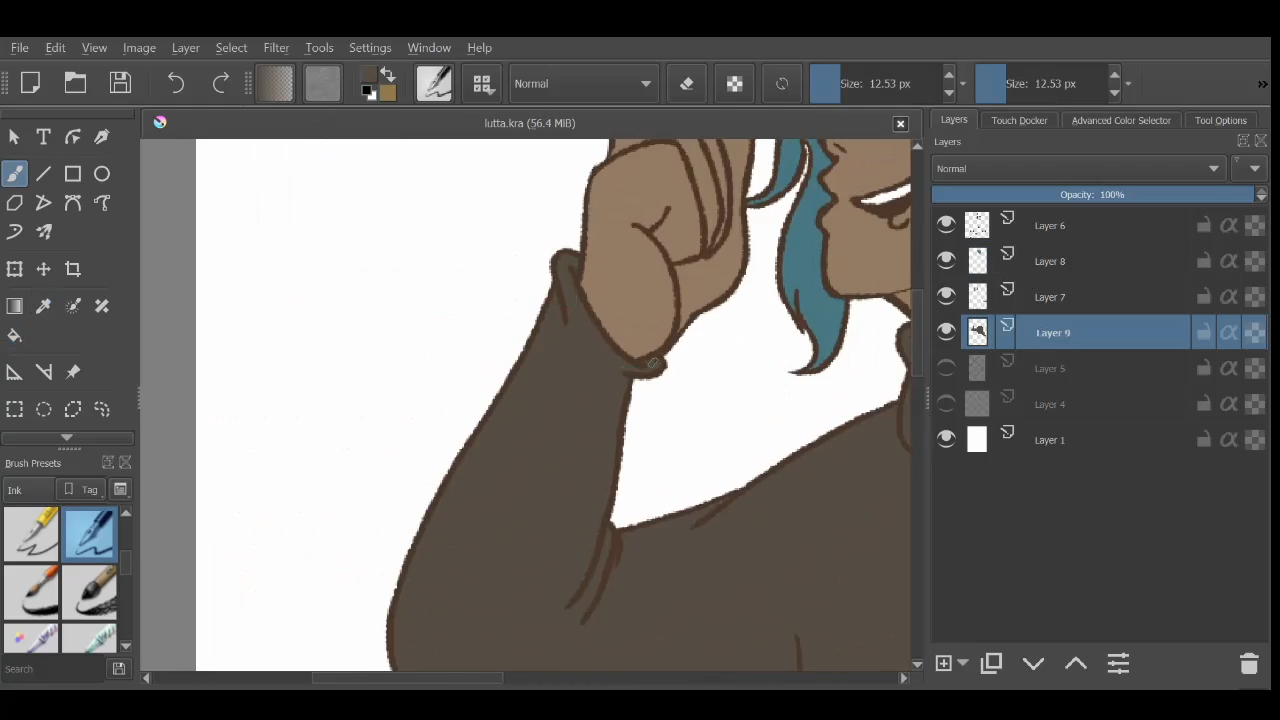 File Edit View Image Layer Select Filter Tools Settings Window Help
Normal Size: 12.53 px Size: 12.53 px »
lutta.kra (56.4 MiB)
Layers Touch Docker Advanced Color Selector Tool Options
Layers
Normal
Opacity: 100%
Layer 6
Layer 8
Layer 7
Layer 9
Layer 5
Layer 4
Layer 1
Brush Presets
Ink Tag
Search